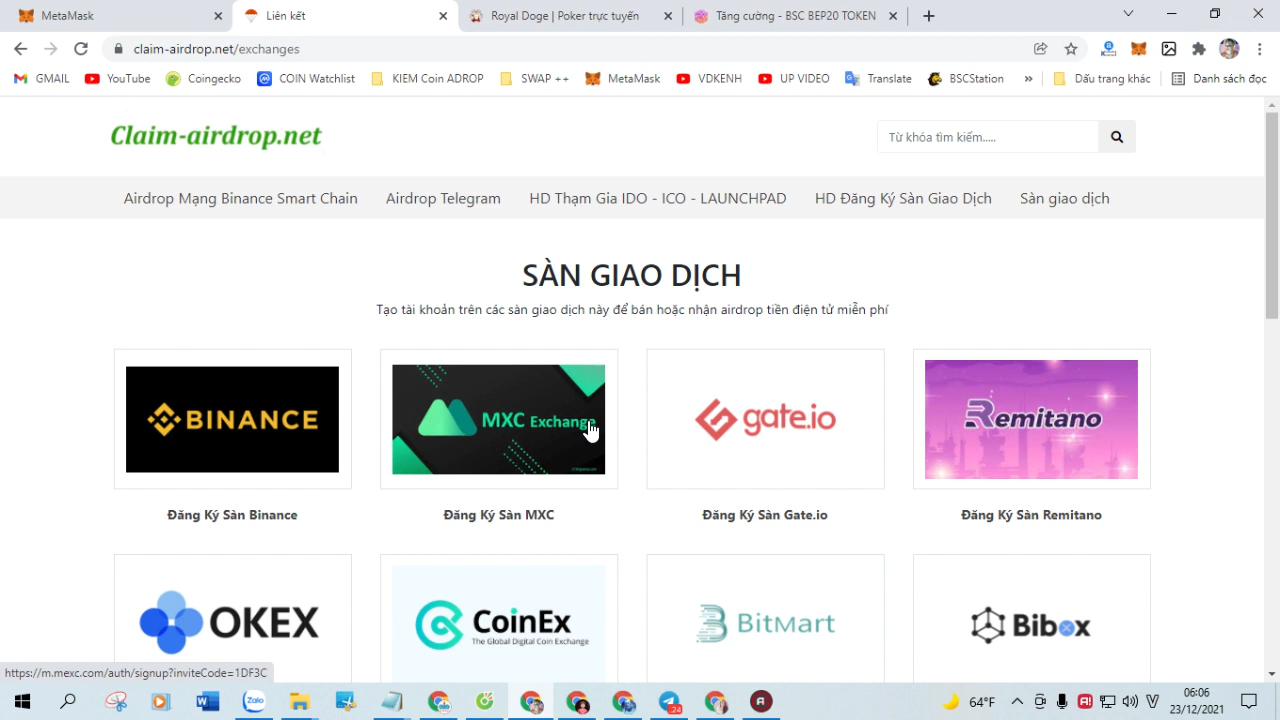 MetaMask
Liên kết
Royal Doge | Poker trực tuyến
Tăng cường - BSC BEP20 TOKEN
claim-airdrop.net/exchanges
GMAIL
YouTube
Coingecko
COIN Watchlist
KIEM Coin ADROP
SWAP ++
MetaMask
VDKENH
UP VIDEO
Translate
BSCStation
»
Dấu trang khác
Danh sách đọc
Claim-airdrop.net
Từ khóa tìm kiếm.....
Airdrop Mạng Binance Smart Chain
Airdrop Telegram
HD Thạm Gia IDO - ICO - LAUNCHPAD
HD Đăng Ký Sàn Giao Dịch
Sàn giao dịch
SÀN GIAO DỊCH
Tạo tài khoản trên các sàn giao dịch này để bán hoặc nhận airdrop tiền điện tử miễn phí
BINANCE
MXC Exchange
gate.io
Remitano
Đăng Ký Sàn Binance
Đăng Ký Sàn MXC
Đăng Ký Sàn Gate.io
Đăng Ký Sàn Remitano
OKEX
CoinEx
The Global Digital Coin Exchange
BitMart
Bibox
https://m.mexc.com/auth/signup?inviteCode=1DF3C
Zalo
24
64°F
06:06
23/12/2021